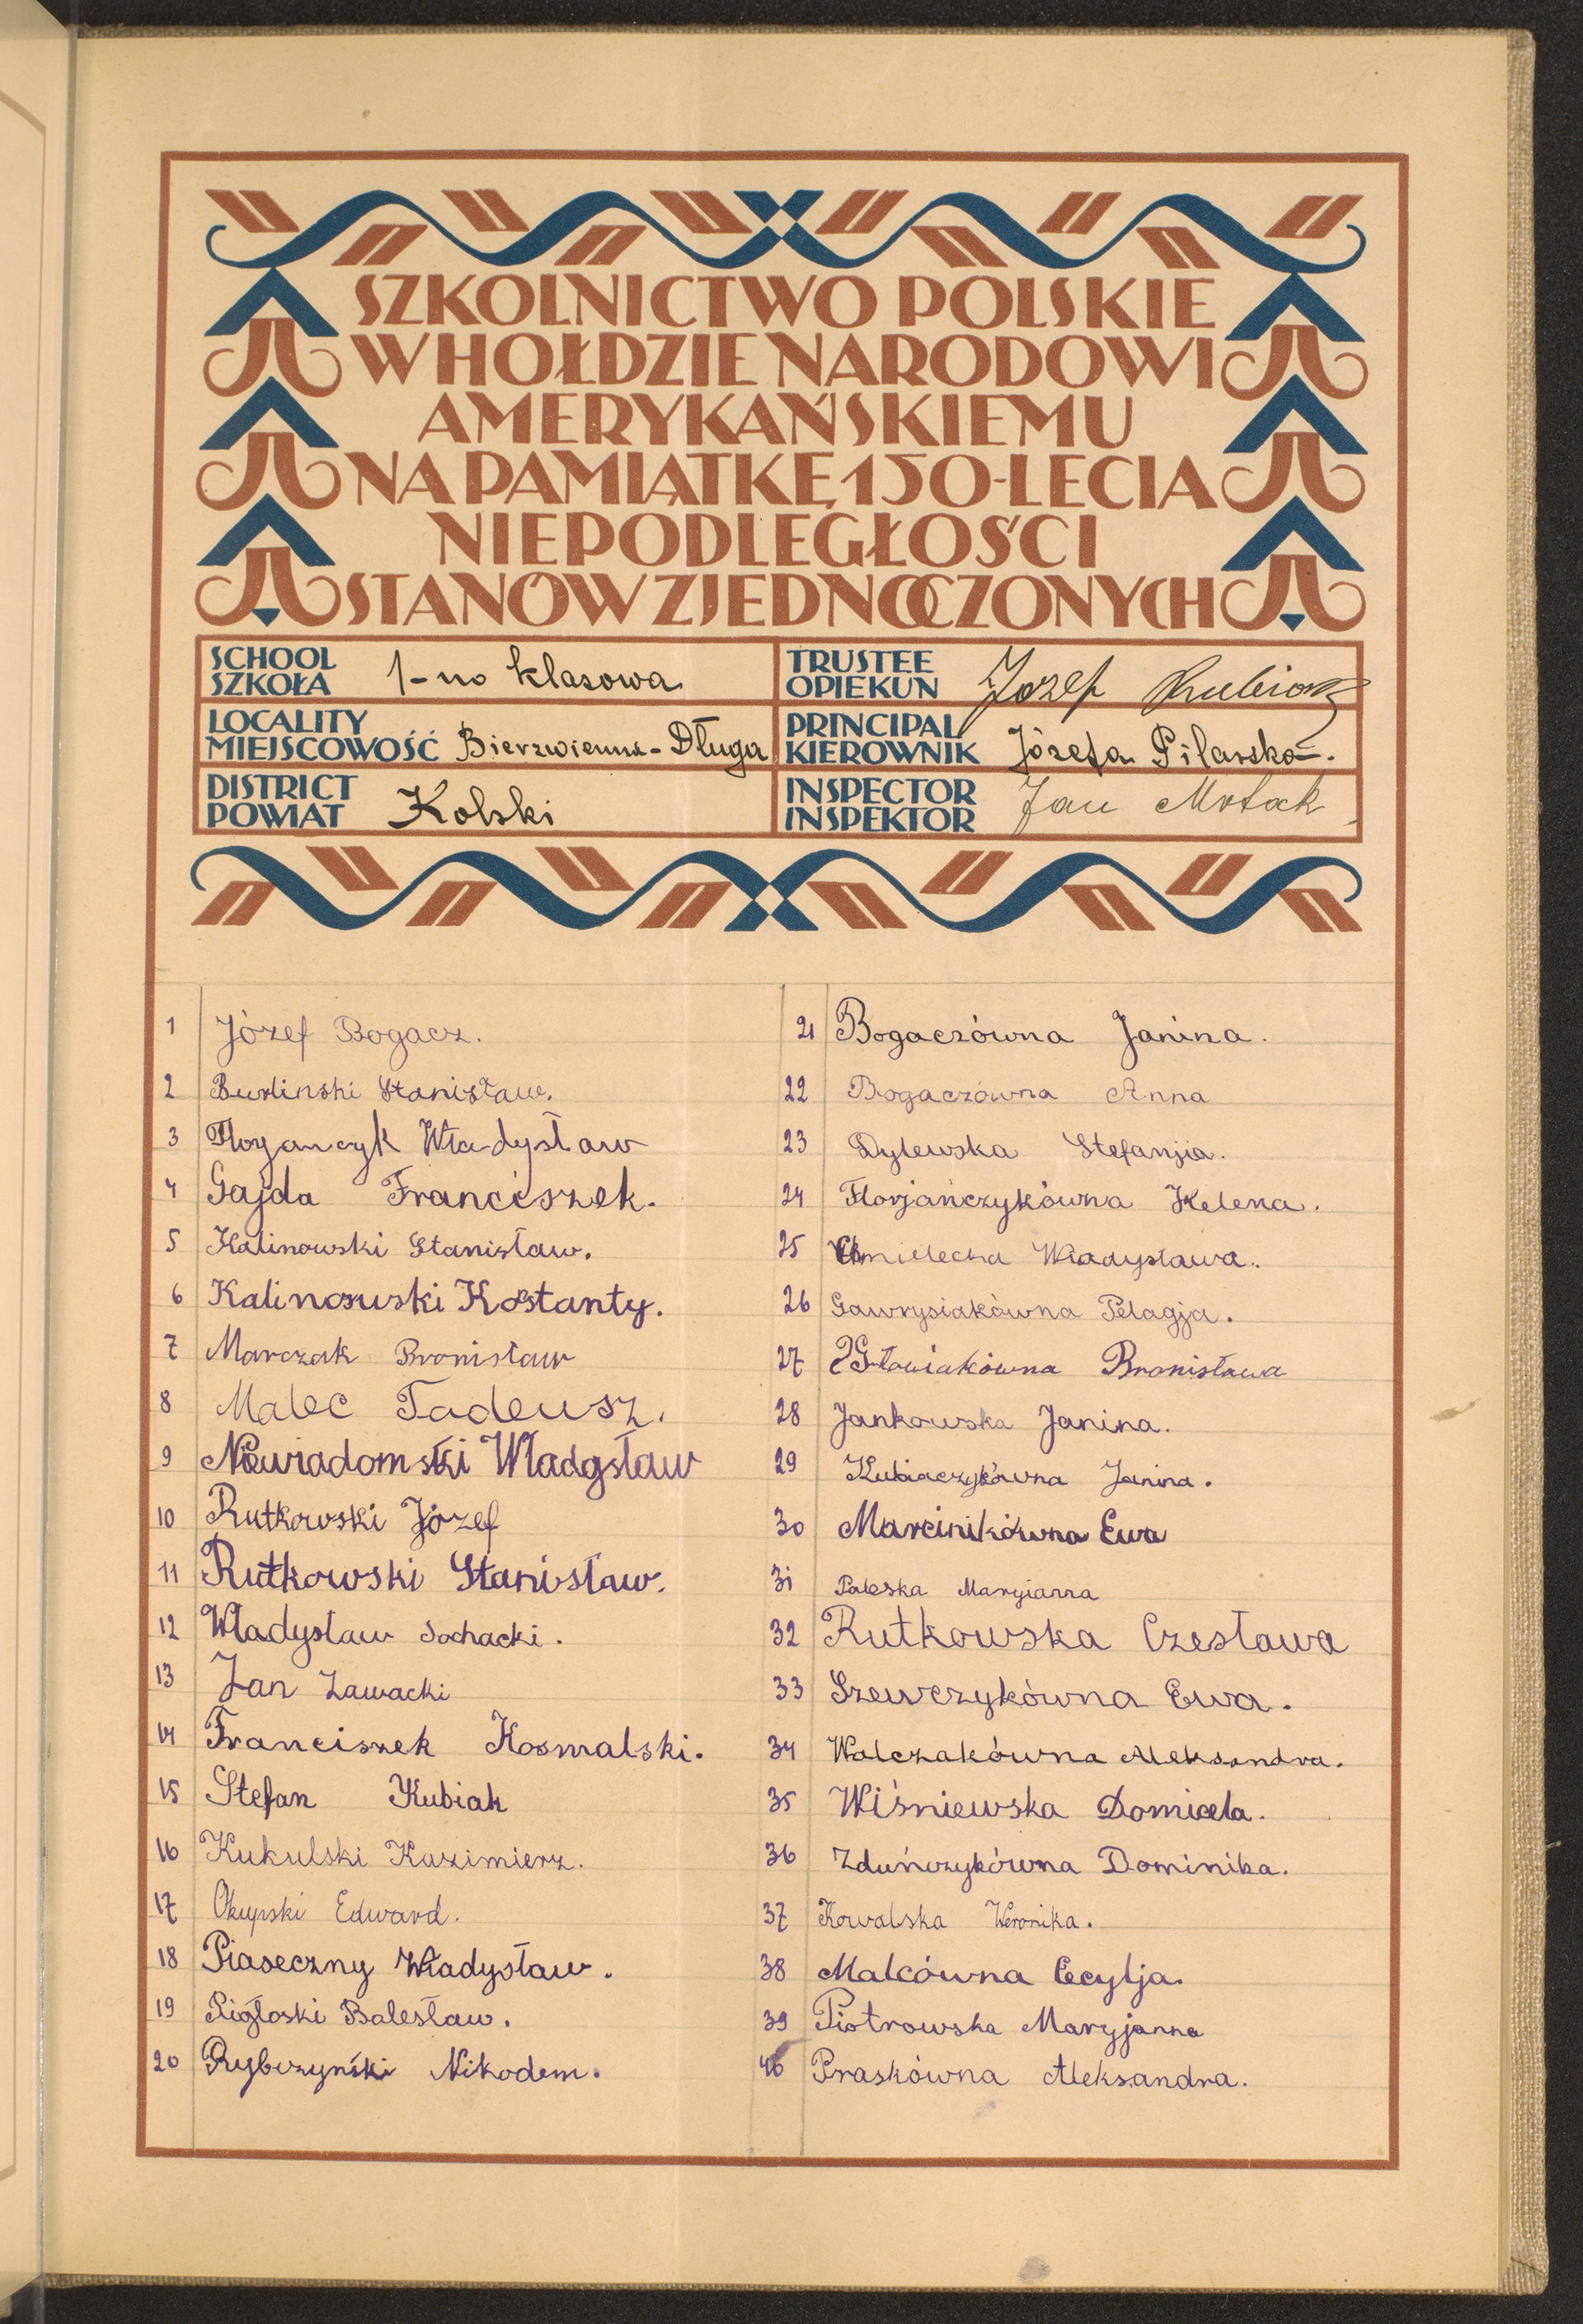 SZKOLNICTWO POLSKIE
W HOŁDZIE NARODOWI
AMERYKAŃSKIEMU
NA PAMIĄTKĘ 150-LECIA
NIEPODLEGŁOŚCI
STANÓW ZJEDNOCZONYCH
SCHOOL
SZKOŁA 1-no klasowa
TRUSTEE
OPIEKUN Józef
LOCALITY
MIEJSCOWOŚĆ Bierzwienna-Długa
PRINCIPAL
KIEROWNIK Józefa Pilarska.
DISTRICT
POWIAT Kolski
INSPECTOR
INSPEKTOR Jan
1 Józef Bogacz.
2 Burlinski Stanisław.
3 Władysław
4 Gajda Franciszek.
5 Kalinowski Stanisław.
6 Kalinowski Kostanty.
7 Marczak Bronisław
8 Malec Tadeusz.
9 Niewiadomski Władysław
10 Rutkowski Józef
11 Rutkowski Stanisław.
12 Władysław Sochacki.
13 Jan Zawacki
14 Franciszek Kosmalski.
15 Stefan Kubiak
16 Kukulski Kazimierz.
17 Okupski Edward.
18 Piaseczny Władysław.
19 Balesław.
20 Rybczyński Nikodem.
21 Bogaczówna Janina.
22 Bogaczówna Anna
23 Dylewska Stefanjia.
24 Florjańczykówna Helena.
25 Chmielecka Władysława.
26 Gawrysiakówna Pelagja.
27 Głowiakówna Bronisława
28 Jankowska Janina.
29 Kubiaczykówna Janina.
30 Marcinikówna Ewa
31 Paleska Maryianna
32 Rutkowska Czesława
33 Szewczykówna Ewa.
34 Walczakówna Aleksandra.
35 Wiśniewska Domicela.
36 Zduńczykówna Dominika.
37 Kowalska Weronika.
38 Malcówna Cecylja.
39 Piotrowska Maryjanna
40 Praskówna Aleksandra.